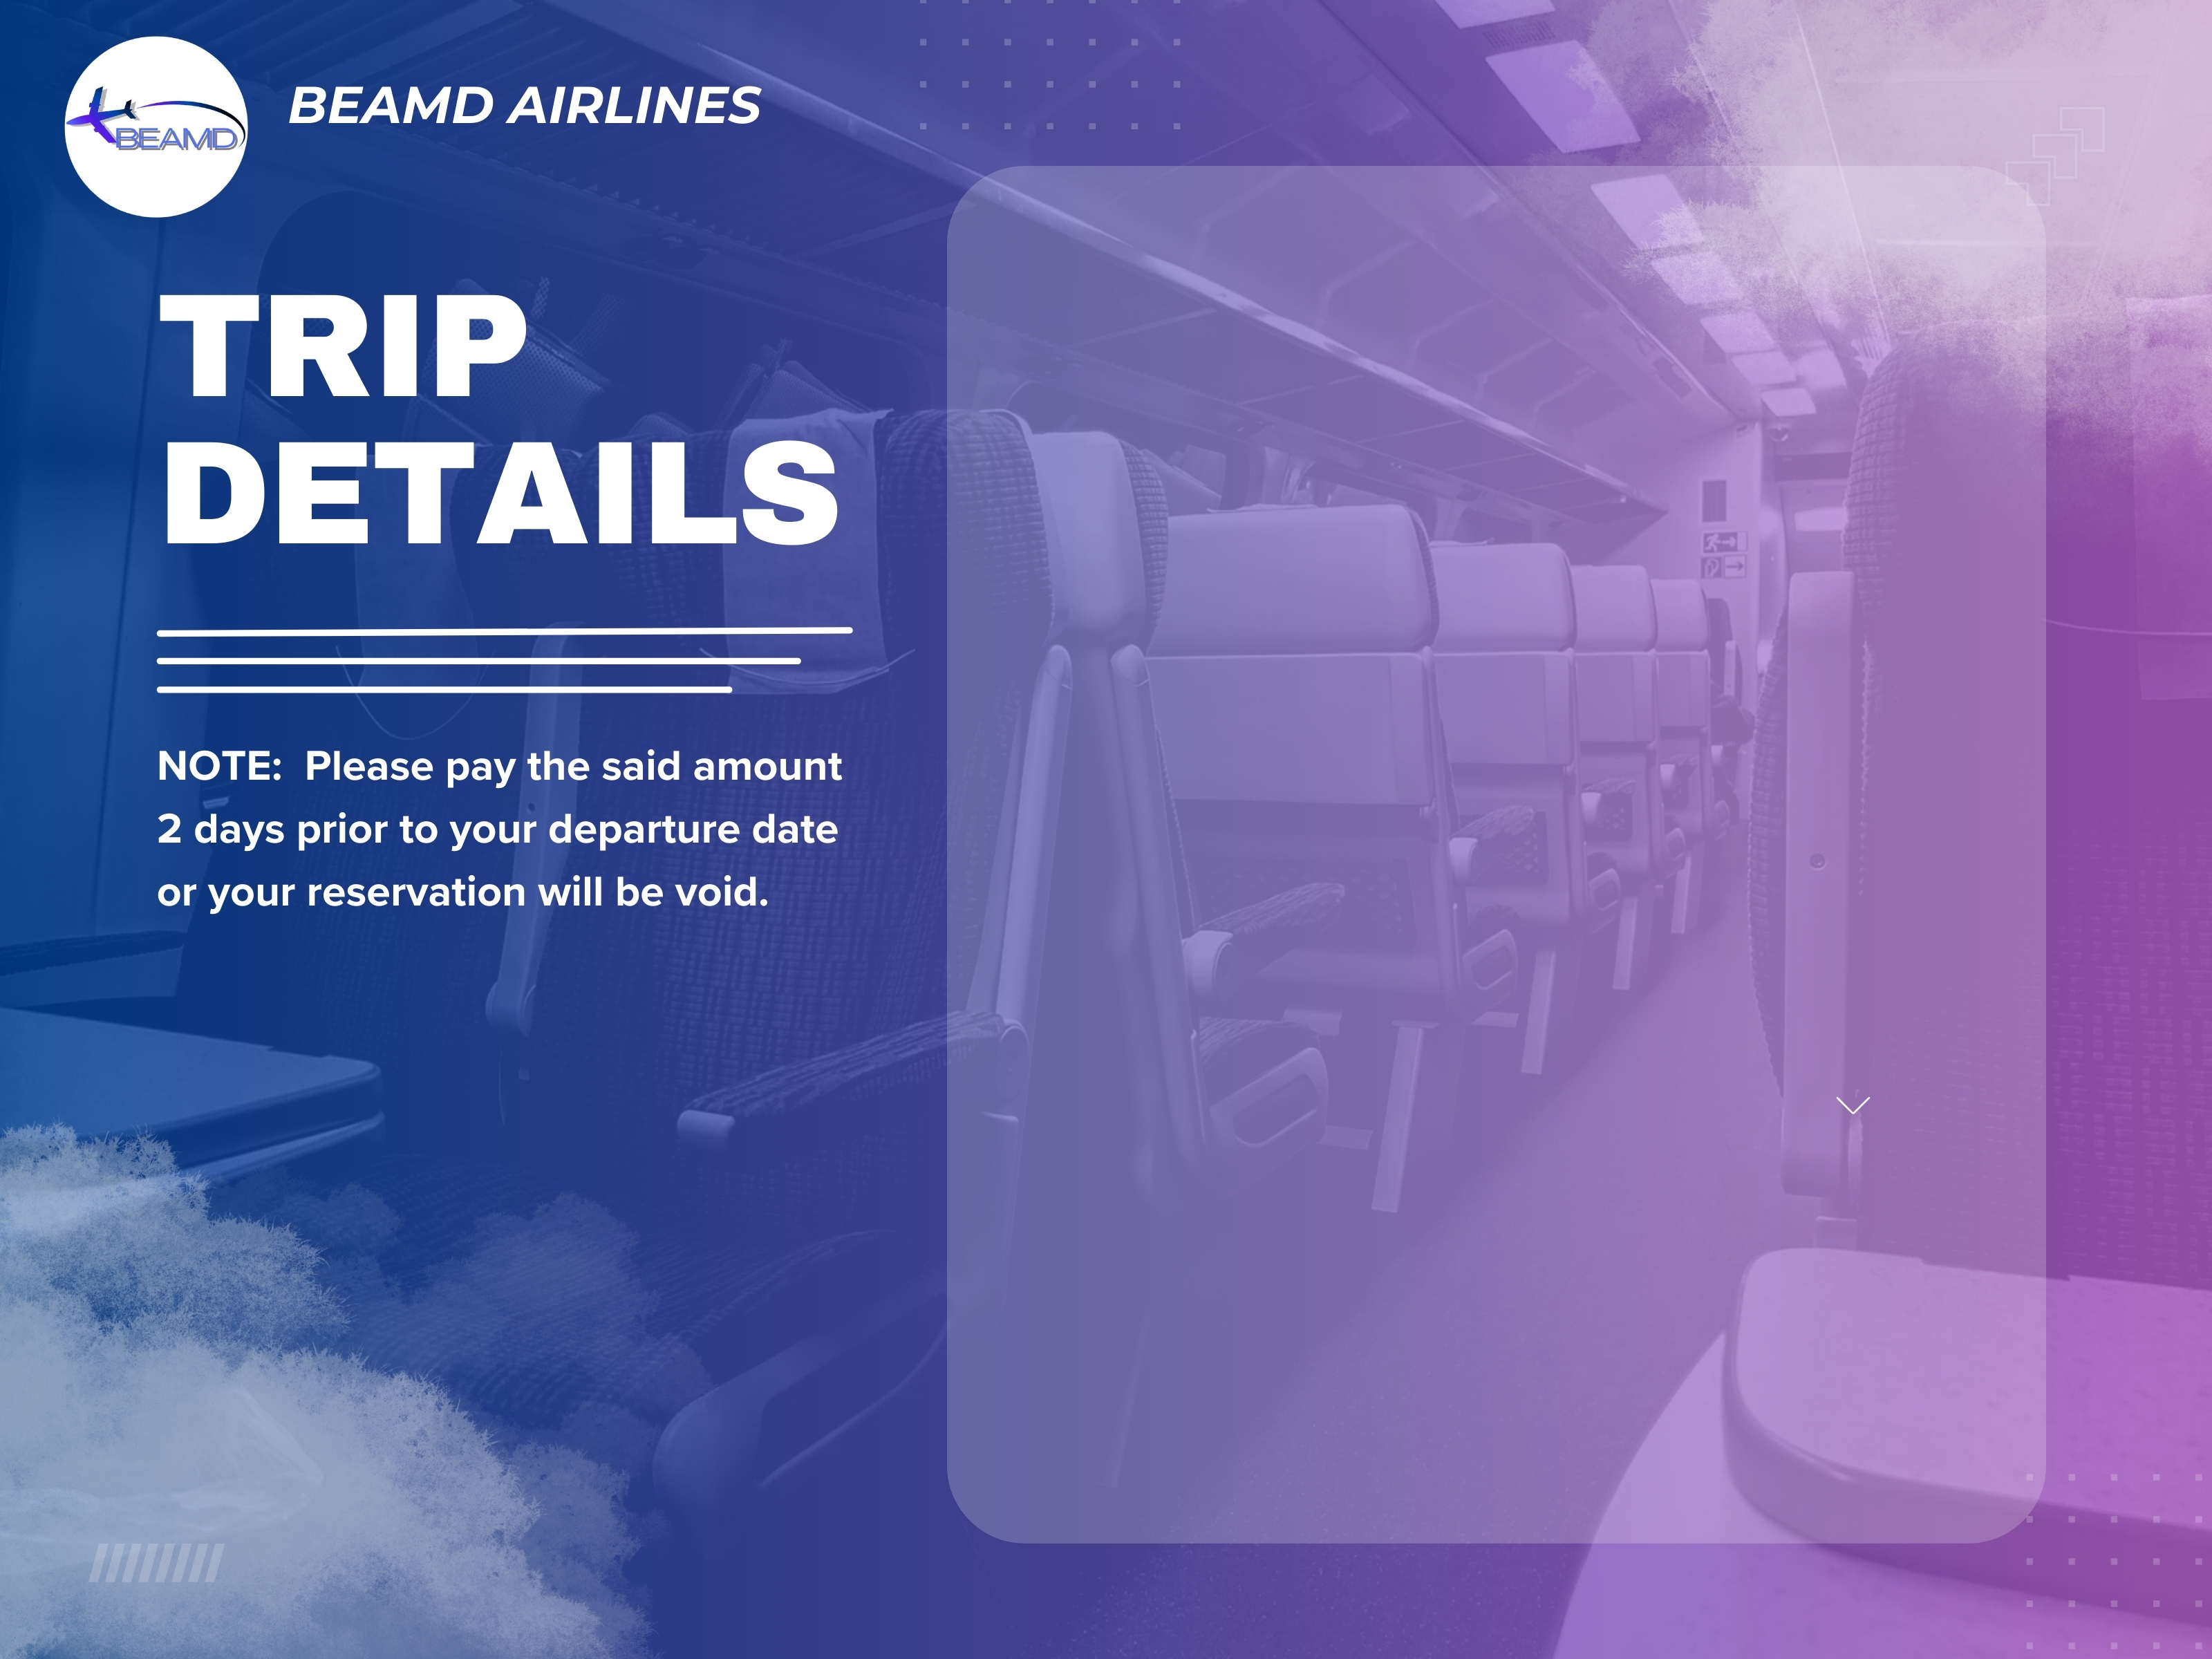 BEAMD
BEAMD AIRLINES
TRIP
DETAILS
NOTE:  Please pay the said amount
2 days prior to your departure date
or your reservation will be void.